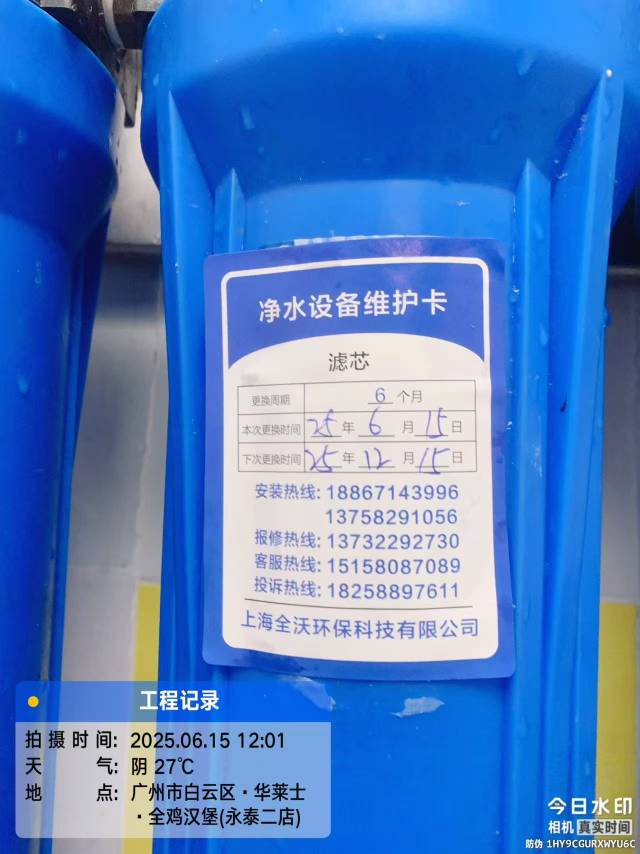 净水设备维护卡
滤芯
更换周期 6 个月
本次更换时间 25 年 6 月 15 日
下次更换时间 25 年 12 月 15 日
安装热线: 18867143996
13758291056
报修热线: 13732292730
客服热线: 15158087089
投诉热线: 18258897611
上海全沃环保科技有限公司
工程记录
拍摄时间: 2025.06.15 12:01
天气: 阴 27℃
地点: 广州市白云区·华莱士
·全鸡汉堡(永泰二店)
今日水印
相机 真实时间
防伪 1HY9CGURXWYU6C